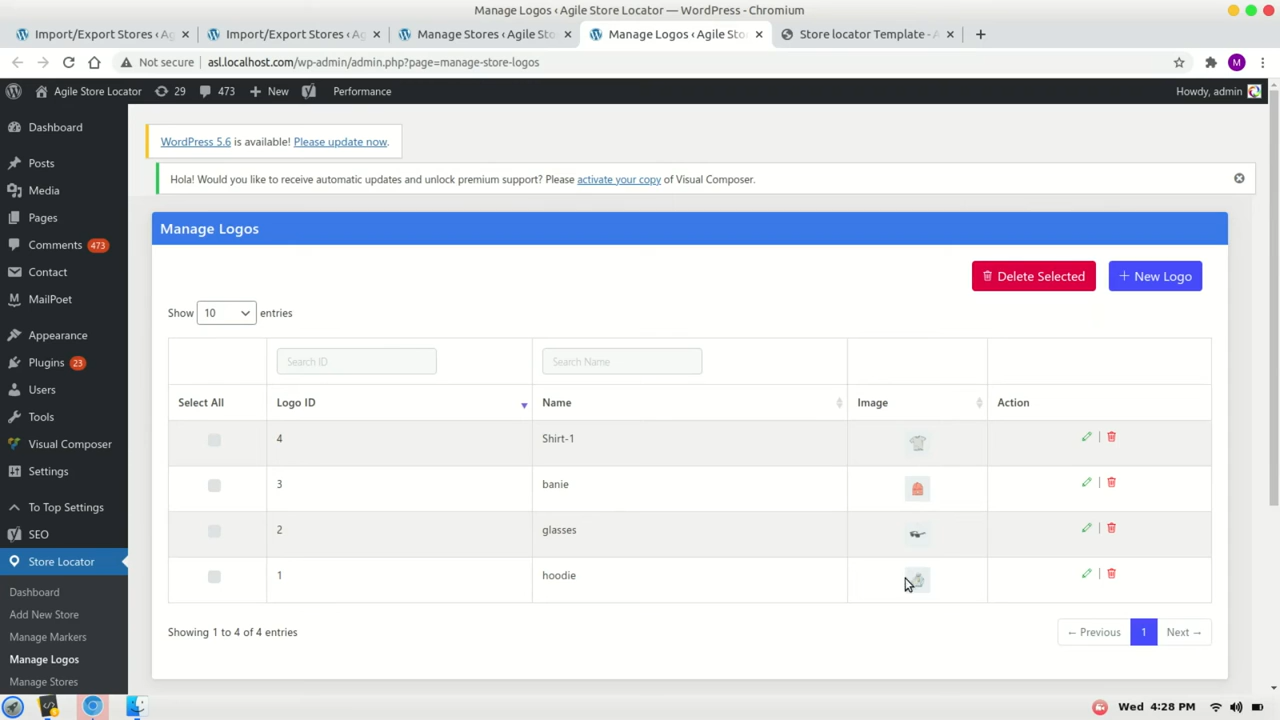 Manage Logos ‹ Agile Store Locator — WordPress - Chromium
Import/Export Stores ‹ Ag
Import/Export Stores ‹ Ag
Manage Stores ‹ Agile Sto
Manage Logos ‹ Agile Sto
Store locator Template - A
Not secure
asl.localhost.com/wp-admin/admin.php?page=manage-store-logos
M
Agile Store Locator
29
473
New
Performance
Howdy, admin
Dashboard
Posts
Media
Pages
Comments 473
Contact
MailPoet
Appearance
Plugins 23
Users
Tools
Visual Composer
Settings
To Top Settings
SEO
Store Locator
Dashboard
Add New Store
Manage Markers
Manage Logos
Manage Stores
WordPress 5.6 is available! Please update now.
Hola! Would you like to receive automatic updates and unlock premium support? Please activate your copy of Visual Composer.
Manage Logos
Delete Selected
+ New Logo
Show 10 entries
Search ID
Search Name
Select All
Logo ID
Name
Image
Action
4 Shirt-1 |
3 banie |
2 glasses |
1 hoodie |
Showing 1 to 4 of 4 entries
← Previous 1 Next →
Wed 4:28 PM